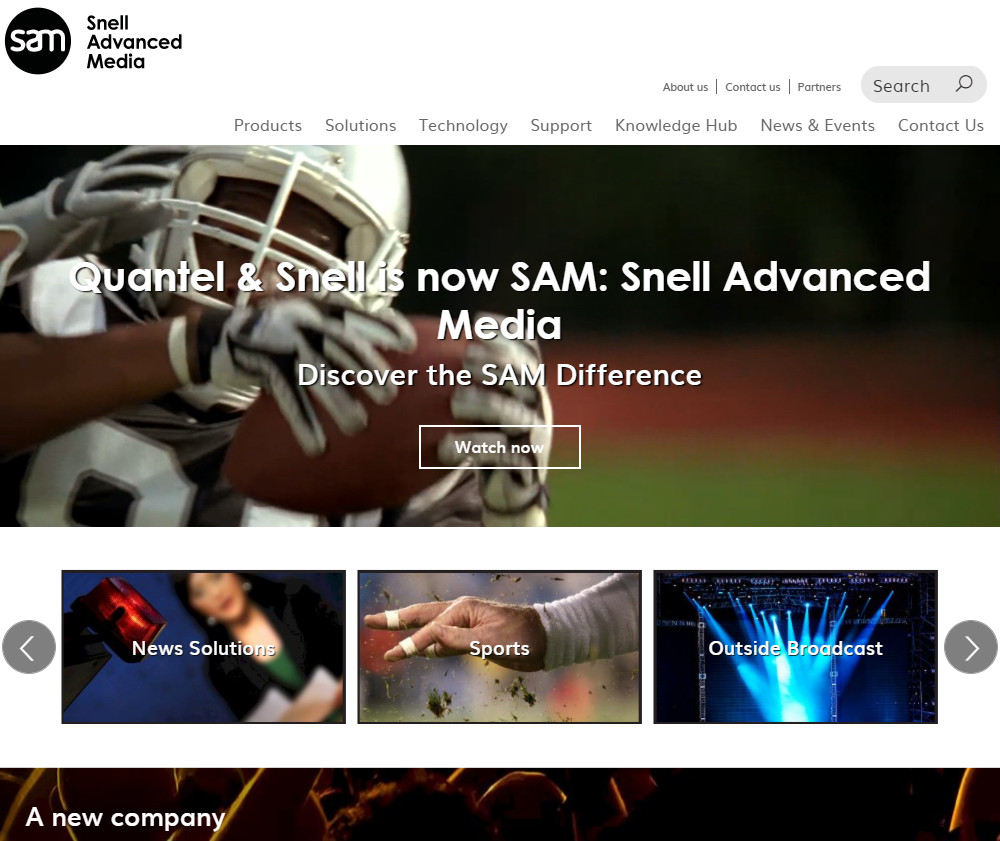 sam
Snell
Advanced
Media
About us
Contact us
Partners
Search
Products
Solutions
Technology
Support
Knowledge Hub
News & Events
Contact Us
Quantel & Snell is now SAM: Snell Advanced
Media
Discover the SAM Difference
Watch now
News Solutions
Sports
Outside Broadcast
A new company